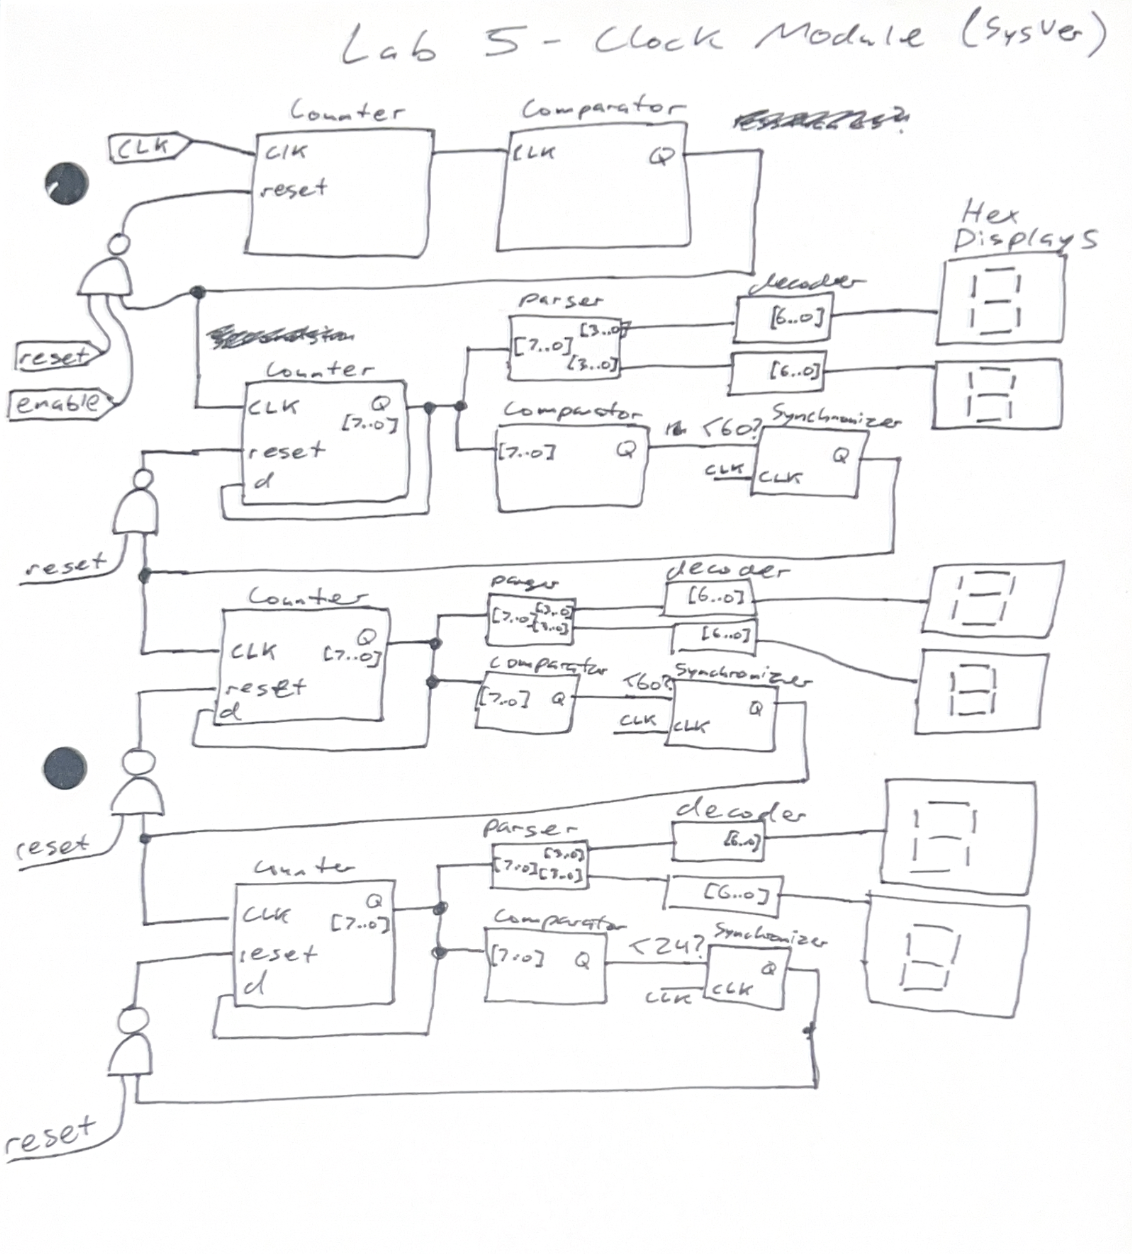 Lab 5 - Clock Module (SysVer)
Counter
Comparator
CLK
CLK
reset
CLK
Q
Hex
Displays
decoder
parser
[7..0]
[3..0]
[3..0]
[6..0]
[6..0]
reset
enable
Counter
CLK
Q
[7..0]
reset
d
Comparator
[7..0]
Q
<60?
Synchronizer
CLK
CLK
Q
reset
Counter
CLK
Q
[7..0]
reset
d
parser
[7..0]
[3..0]
[3..0]
decoder
[6..0]
[6..0]
Comparator
[7..0]
Q
<60?
Synchronizer
CLK
CLK
Q
reset
Counter
CLK
Q
[7..0]
reset
d
parser
[7..0]
[3..0]
[3..0]
decoder
[6..0]
[6..0]
Comparator
[7..0]
Q
<24?
Synchronizer
CLK
CLK
Q
reset